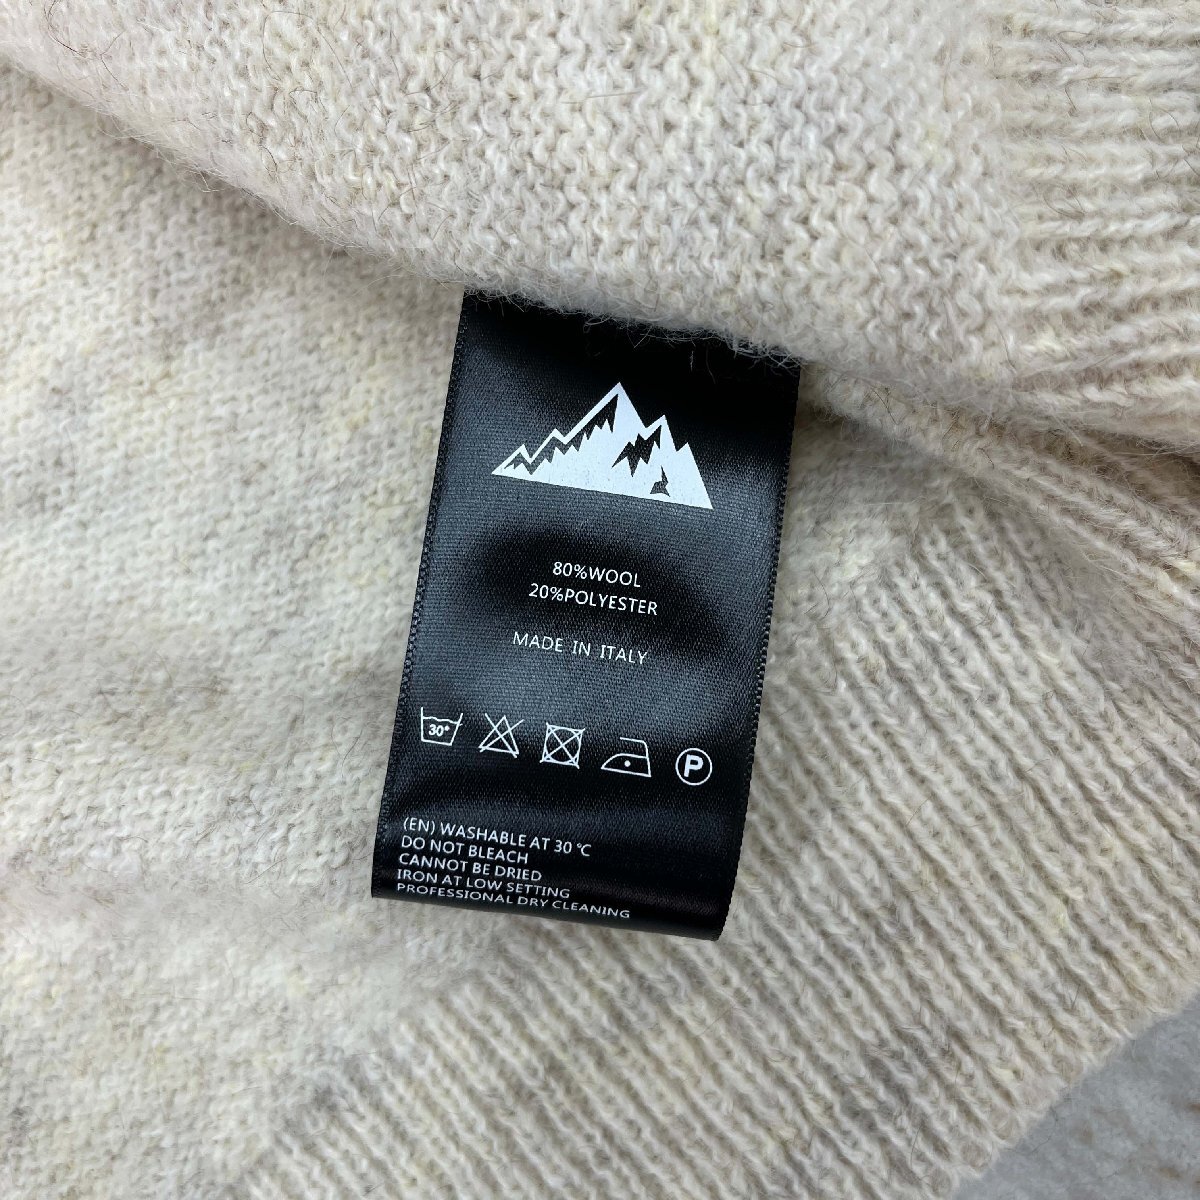 80%WOOL
20%POLYESTER
MADE IN ITALY
30°
P
(EN) WASHABLE AT 30 ℃
DO NOT BLEACH
CANNOT BE DRIED
IRON AT LOW SETTING
PROFESSIONAL DRY CLEANING